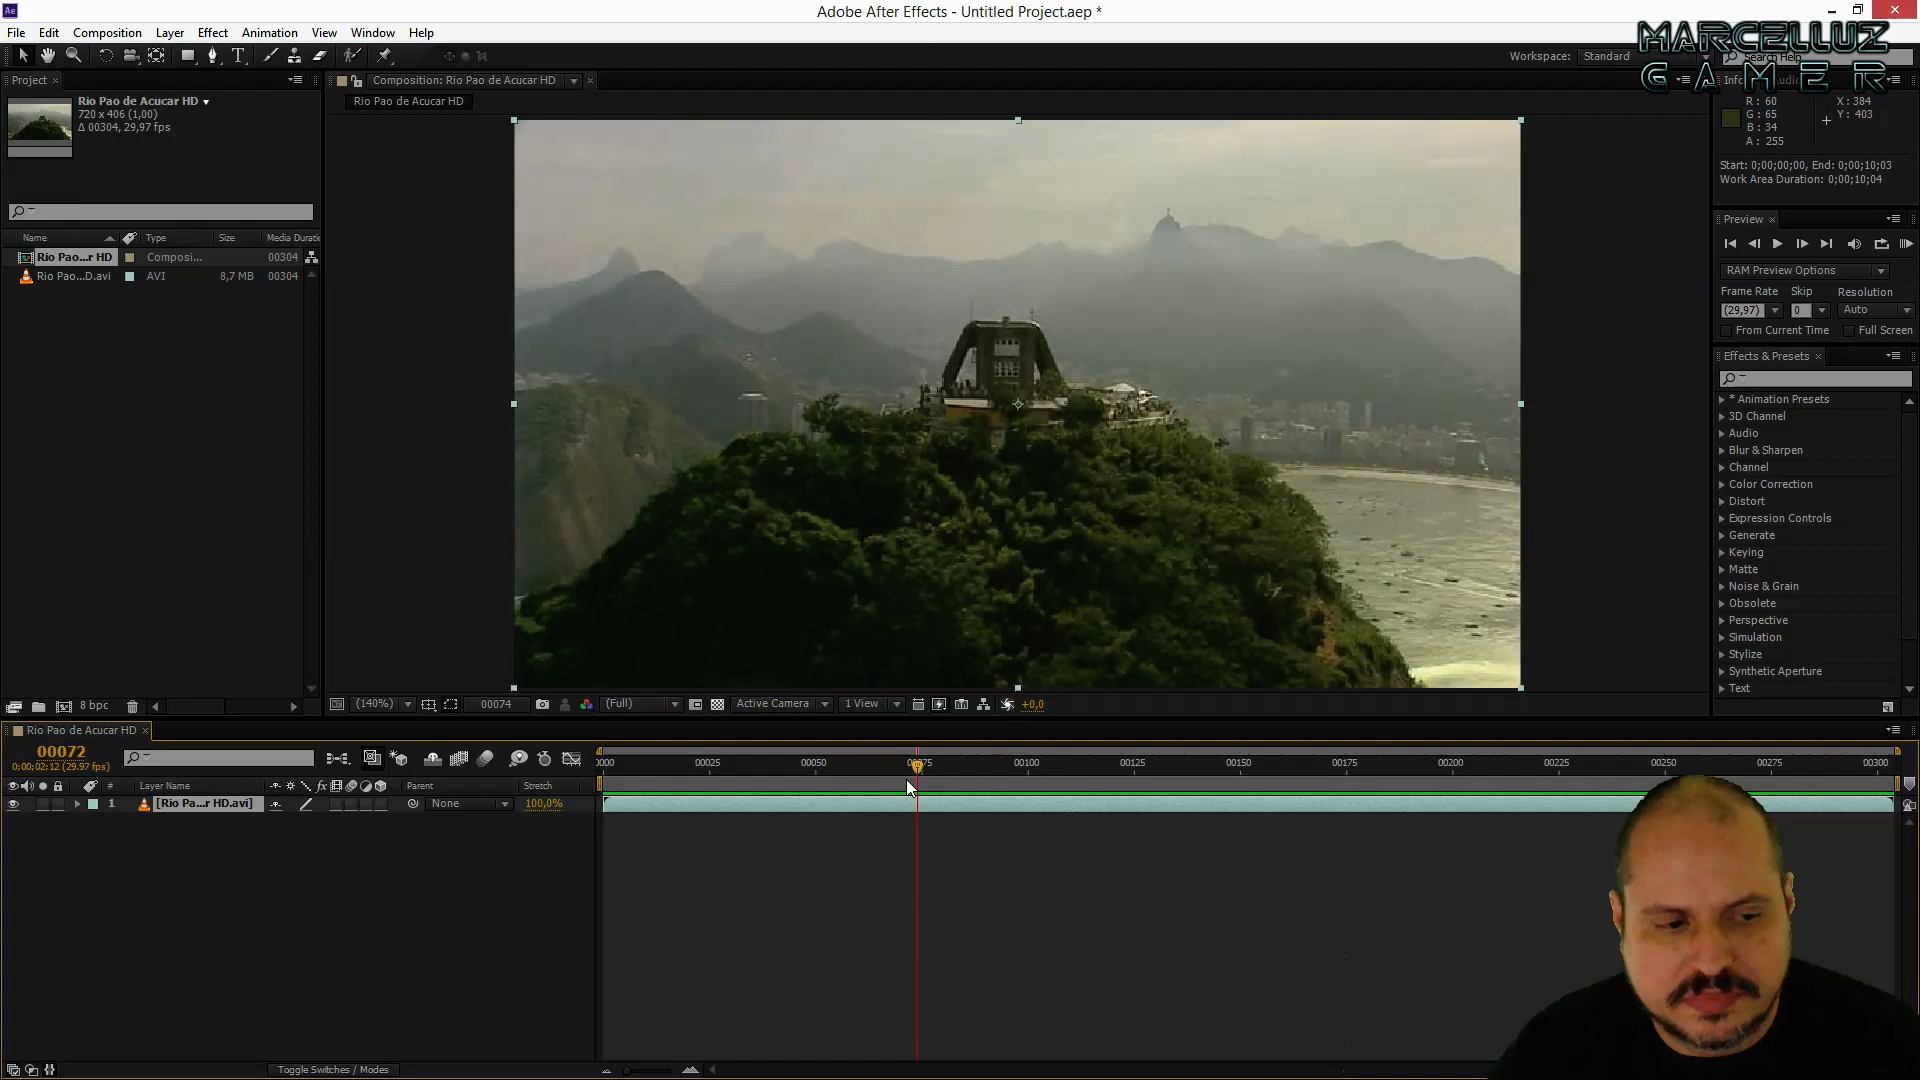 Adobe After Effects - Untitled Project.aep *
File Edit Composition Layer Effect Animation View Window Help
Workspace: Standard
Search Help
MARCELLUZ
GAMER
Project
Rio Pao de Acucar HD
720 x 406 (1,00)
Δ 00304, 29,97 fps
Name Type Size Media Duratio
Rio Pao...r HD Composi... 00304
Rio Pao...D.avi AVI 8,7 MB 00304
8 bpc
Composition: Rio Pao de Acucar HD
Rio Pao de Acucar HD
(140%) 00074 (Full) Active Camera 1 View +0,0
Info
R: 60
G: 65
B: 34
A: 255
X: 384
Y: 403
Start: 0;00;00;00, End: 0;00;10;03
Work Area Duration: 0;00;10;04
Preview
RAM Preview Options
Frame Rate Skip Resolution
(29,97) 0 Auto
From Current Time Full Screen
Effects & Presets
* Animation Presets
3D Channel
Audio
Blur & Sharpen
Channel
Color Correction
Distort
Expression Controls
Generate
Keying
Matte
Noise & Grain
Obsolete
Perspective
Simulation
Stylize
Synthetic Aperture
Text
Rio Pao de Acucar HD
00072
0;00;02;12 (29.97 fps)
0000 00025 00050 00075 00100 00125 00150 00175 00200 00225 00250 00275 00300
# Layer Name Parent Stretch
1 [Rio Pa...r HD.avi] None 100,0%
Toggle Switches / Modes